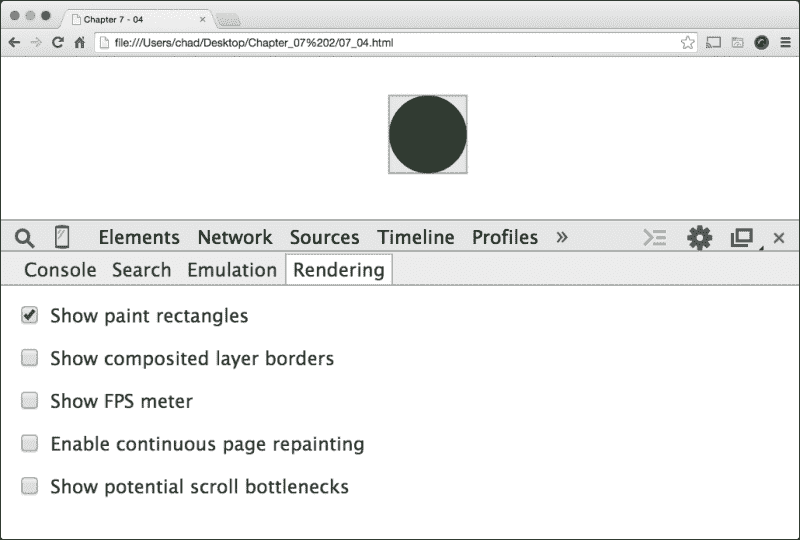 Chapter 7 - 04
file:///Users/chad/Desktop/Chapter_07%202/07_04.html
Elements Network Sources Timeline Profiles »
Console Search Emulation Rendering
Show paint rectangles
Show composited layer borders
Show FPS meter
Enable continuous page repainting
Show potential scroll bottlenecks